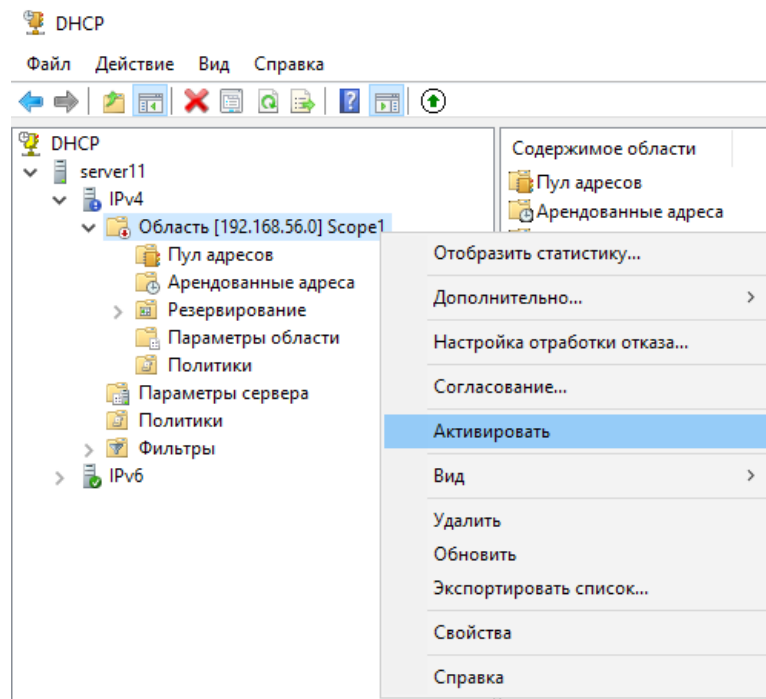 DHCP
Файл Действие Вид Справка
DHCP
server11
IPv4
Область [192.168.56.0] Scope1
Пул адресов
Арендованные адреса
Резервирование
Параметры области
Политики
Параметры сервера
Политики
Фильтры
IPv6
Содержимое области
Пул адресов
Арендованные адреса
Отобразить статистику...
Дополнительно...
Настройка отработки отказа...
Согласование...
Активировать
Вид
Удалить
Обновить
Экспортировать список...
Свойства
Справка